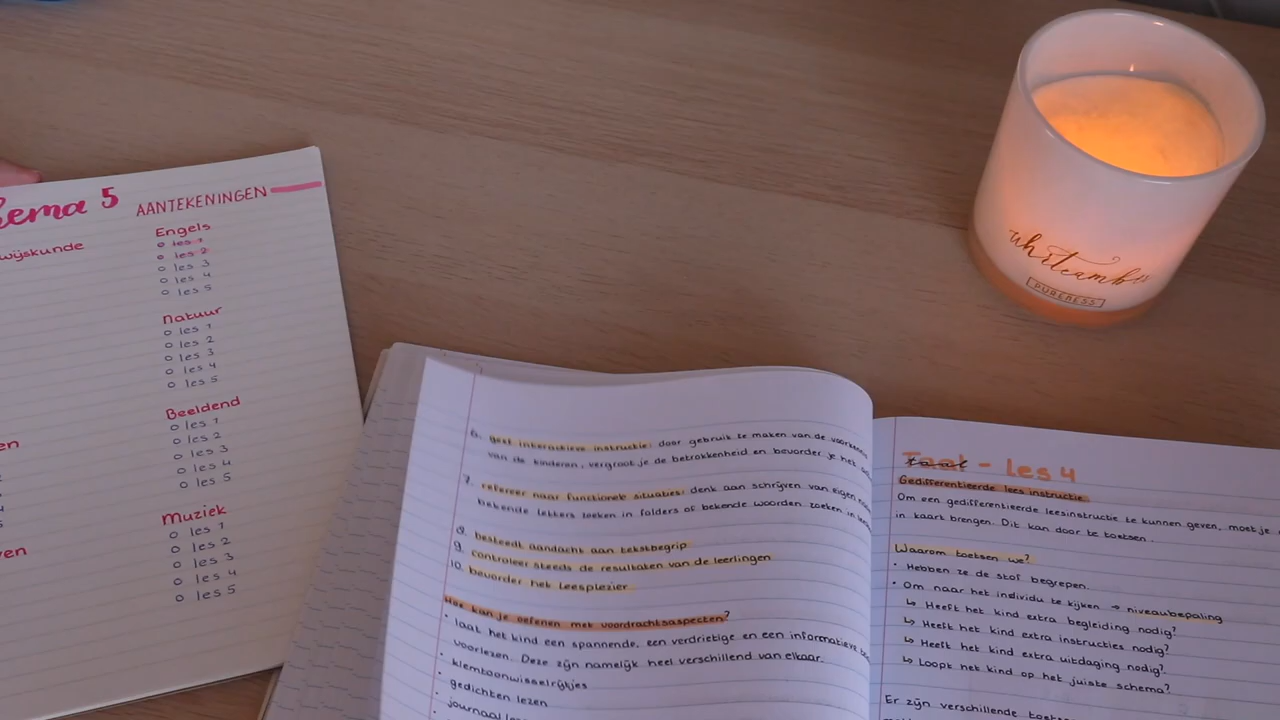 ema 5 AANTEKENINGEN
wijskunde
en
ven
Engels
les 1
les 2
les 3
les 4
les 5
Natuur
les 1
les 2
les 3
les 4
les 5
Beeldend
les 1
les 2
les 3
les 4
les 5
Muziek
les 1
les 2
les 3
les 4
les 5
6. geef interactieve instructie: door gebruik te maken van de
van de kinderen, vergroot je de betrokkenheid en bevorder je het
7. refereer naar functionele situaties: denk aan schrijven van eigen
bekende letters zoeken in folders of bekende woorden zoeken in
8. besteedt aandacht aan tekstbegrip
9. controleer steeds de resultaten van de leerlingen
10. bevorder het leesplezier
Hoe kan je oefenen met voordrachtsaspecten?
• laat het kind een spannende, een verdrietige en een informatieve
voorlezen. Deze zijn namelijk heel verschillend van elkaar.
• klemtoonwisselrijtjes
• gedichten lezen
• journaal
Taal - les 4
Gedifferentieerde lees instructie
Om een gedifferentieerde leesinstructie te kunnen geven, moet je
in kaart brengen. Dit kan door te toetsen.
Waarom toetsen we?
• Hebben ze de stof begrepen.
• Om naar het individu te kijken → niveaubepaling
↳ Heeft het kind extra begleiding nodig?
↳ Heeft het kind extra instructies nodig?
↳ Heeft het kind extra uitdaging nodig?
↳ Loopt het kind op het juiste schema?
Er zijn verschillende
whiteamber
PURENESS